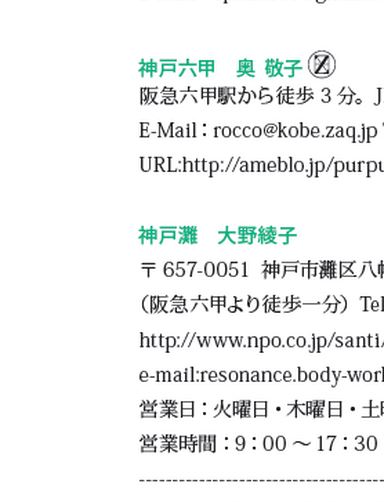 神戸六甲　奥 敬子 Ⓩ
阪急六甲駅から徒歩 3 分。J
E-Mail：rocco@kobe.zaq.jp
URL:http://ameblo.jp/purpu
神戸灘　大野綾子
〒 657-0051 神戸市灘区八幡
（阪急六甲より徒歩一分）Tel
http://www.npo.co.jp/santi/
e-mail:resonance.body-work
営業日：火曜日・木曜日・土曜
営業時間：9：00 ～ 17：30